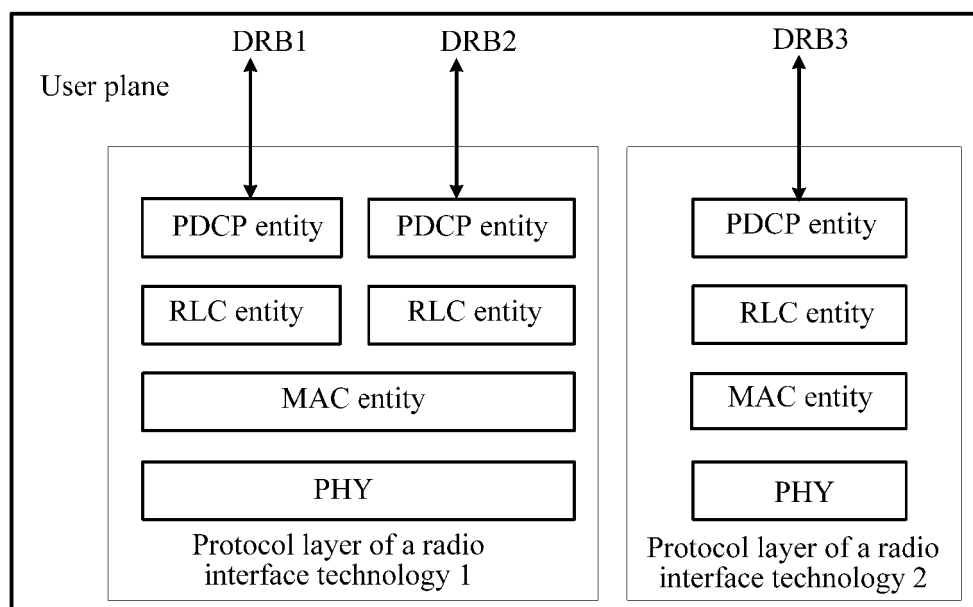 DRB1 DRB2 DRB3
User plane
PDCP entity PDCP entity PDCP entity
RLC entity RLC entity RLC entity
MAC entity MAC entity
PHY PHY
Protocol layer of a radio
interface technology 1
Protocol layer of a radio
interface technology 2